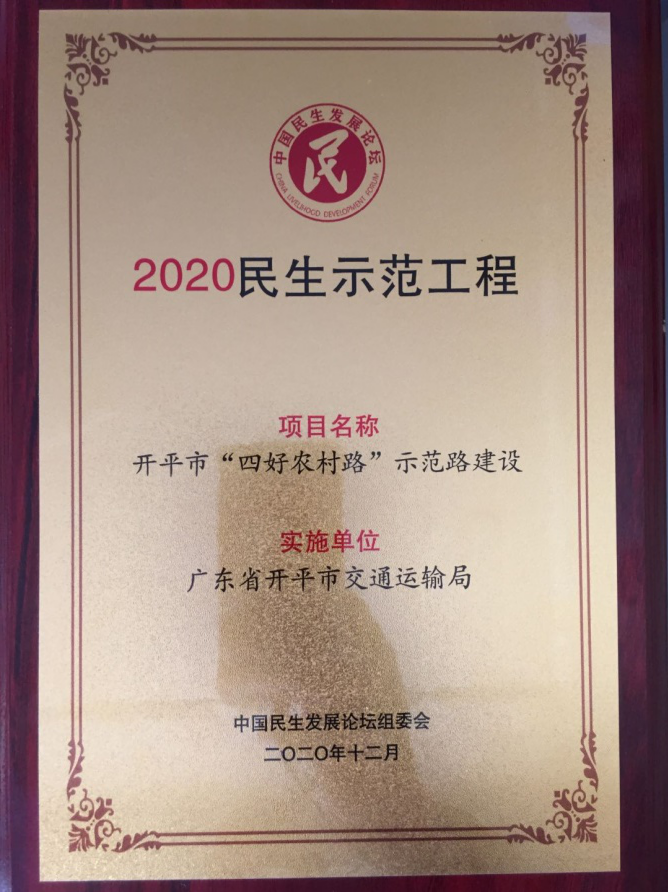 中国民生发展论坛
民
CHINA LIVELIHOOD DEVELOPMENT FORUM
2020民生示范工程
项目名称
开平市“四好农村路”示范路建设
实施单位
广东省开平市交通运输局
中国民生发展论坛组委会
二〇二〇年十二月